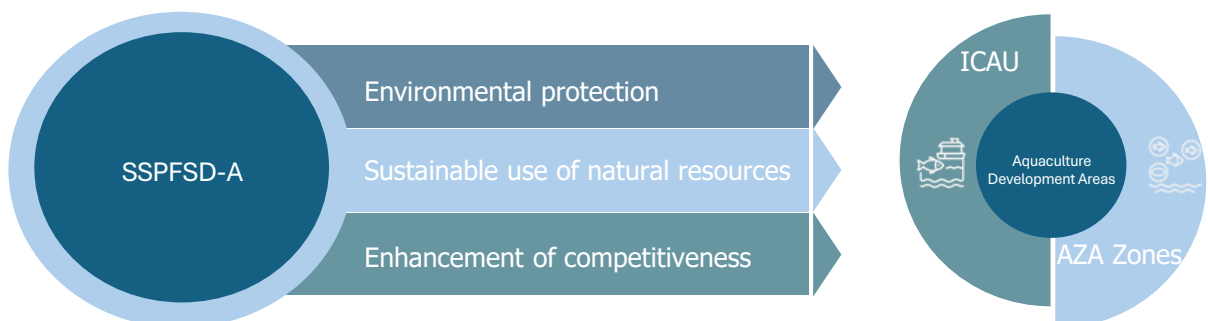 SSPFSD-A
Environmental protection
Sustainable use of natural resources
Enhancement of competitiveness
ICAU
Aquaculture
Development Areas
AZA Zones